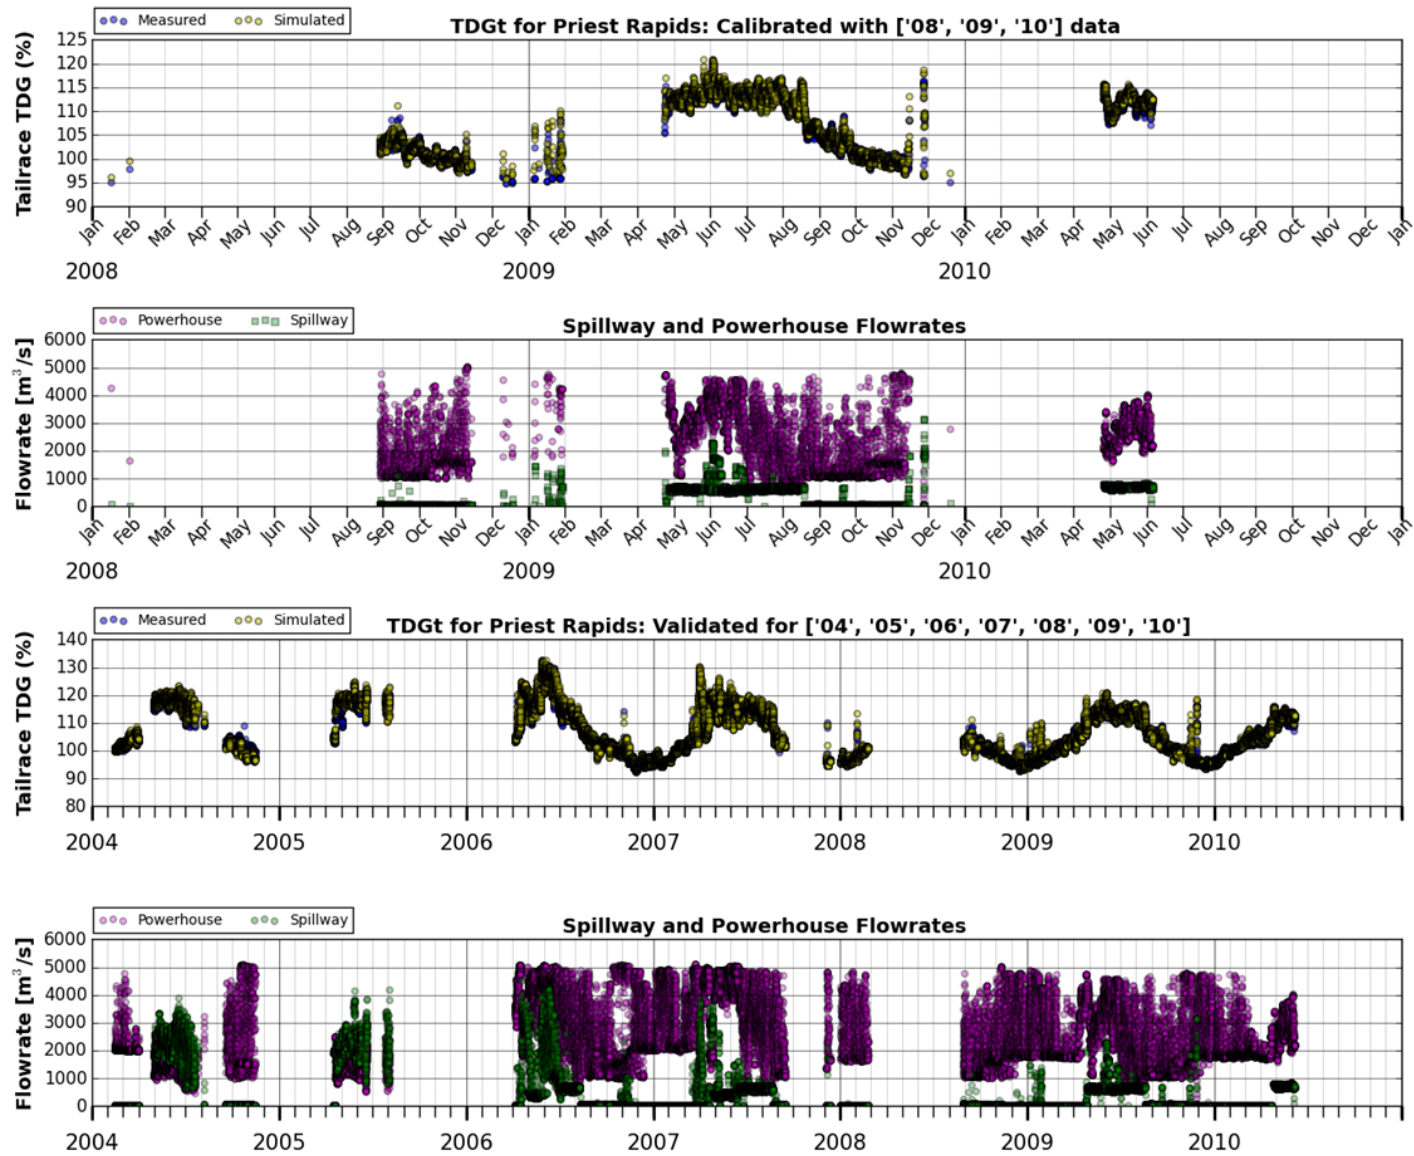 Measured Simulated
TDGt for Priest Rapids: Calibrated with ['08', '09', '10'] data
Tailrace TDG (%)
125
120
115
110
105
100
95
90
Jan Feb Mar Apr May Jun Jul Aug Sep Oct Nov Dec Jan Feb Mar Apr May Jun Jul Aug Sep Oct Nov Dec Jan Feb Mar Apr May Jun Jul Aug Sep Oct Nov Dec Jan
2008 2009 2010
Powerhouse Spillway
Spillway and Powerhouse Flowrates
Flowrate [m³/s]
6000
5000
4000
3000
2000
1000
0
Jan Feb Mar Apr May Jun Jul Aug Sep Oct Nov Dec Jan Feb Mar Apr May Jun Jul Aug Sep Oct Nov Dec Jan Feb Mar Apr May Jun Jul Aug Sep Oct Nov Dec Jan
2008 2009 2010
Measured Simulated
TDGt for Priest Rapids: Validated for ['04', '05', '06', '07', '08', '09', '10']
Tailrace TDG (%)
140
130
120
110
100
90
80
2004 2005 2006 2007 2008 2009 2010
Powerhouse Spillway
Spillway and Powerhouse Flowrates
Flowrate [m³/s]
6000
5000
4000
3000
2000
1000
0
2004 2005 2006 2007 2008 2009 2010